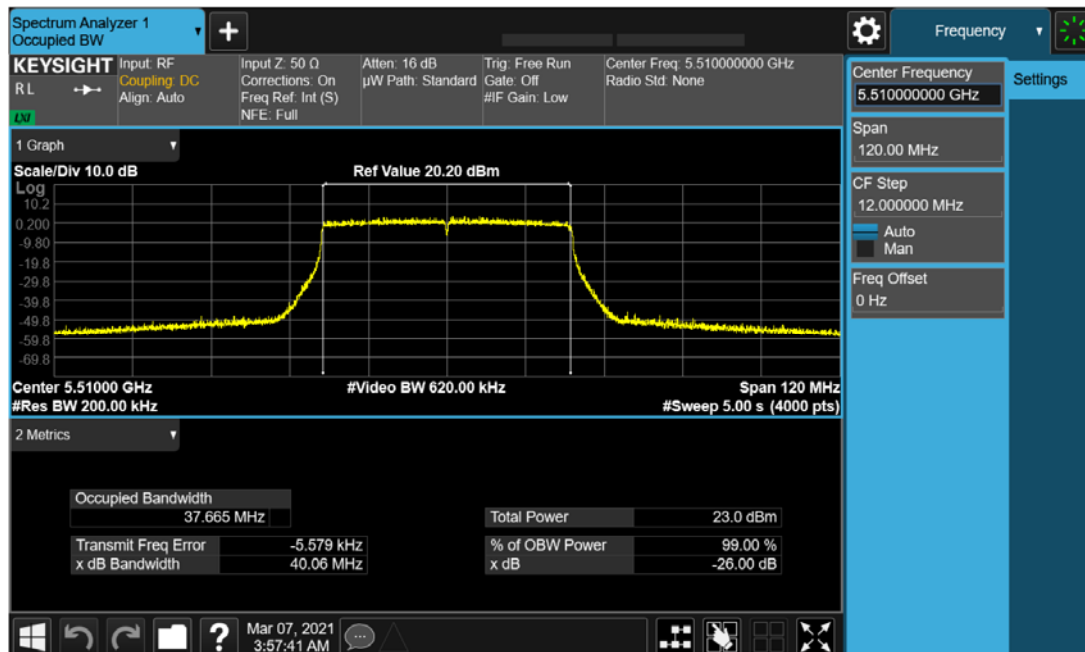 Spectrum Analyzer 1
Occupied BW
+
Frequency
KEYSIGHT
RL
LXI
Input: RF
Coupling: DC
Align: Auto
Input Z: 50 Ω
Corrections: On
Freq Ref: Int (S)
NFE: Full
Atten: 16 dB
µW Path: Standard
Trig: Free Run
Gate: Off
#IF Gain: Low
Center Freq: 5.510000000 GHz
Radio Std: None
Center Frequency
5.510000000 GHz
Settings
Span
120.00 MHz
CF Step
12.000000 MHz
Auto
Man
Freq Offset
0 Hz
1 Graph
Scale/Div 10.0 dB
Ref Value 20.20 dBm
Log
10.2
0.200
-9.80
-19.8
-29.8
-39.8
-49.8
-59.8
-69.8
Center 5.51000 GHz
#Video BW 620.00 kHz
Span 120 MHz
#Res BW 200.00 kHz
#Sweep 5.00 s (4000 pts)
2 Metrics
Occupied Bandwidth
37.665 MHz
Total Power 23.0 dBm
Transmit Freq Error -5.579 kHz
% of OBW Power 99.00 %
x dB Bandwidth 40.06 MHz
x dB -26.00 dB
?
Mar 07, 2021
3:57:41 AM